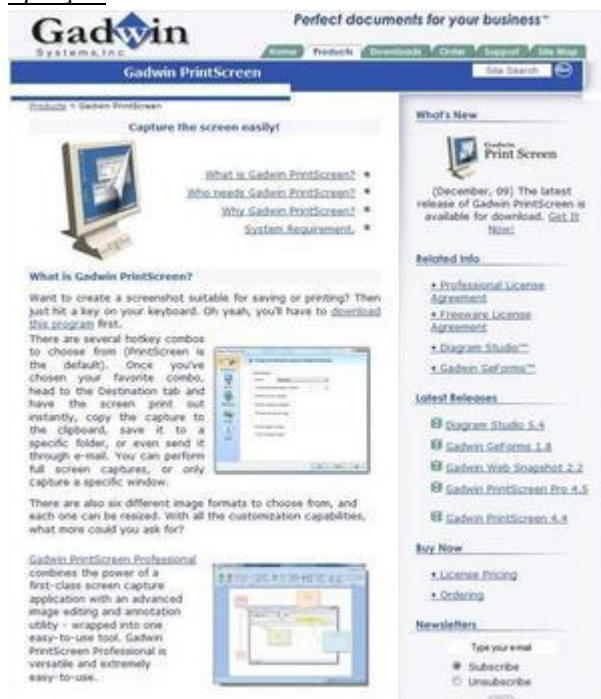 Gadwin
Systems, Inc
Perfect documents for your business™
Home
Products
Downloads
Order
Support
Site Map
Gadwin PrintScreen
Site Search
Products > Gadwin PrintScreen
Capture the screen easily!
What is Gadwin PrintScreen?
Who needs Gadwin PrintScreen?
Why Gadwin PrintScreen?
System Requirement.
What is Gadwin PrintScreen?
Want to create a screenshot suitable for saving or printing? Then
just hit a key on your keyboard. Oh yeah, you'll have to download
this program first.
There are several hotkey combos
to choose from (PrintScreen is
the default). Once you've
chosen your favorite combo,
head to the Destination tab and
have the screen print out
instantly, copy the capture to
the clipboard, save it to a
specific folder, or even send it
through e-mail. You can perform
full screen captures, or only
capture a specific window.
There are also six different image formats to choose from, and
each one can be resized. With all the customization capabilities,
what more could you ask for?
Gadwin PrintScreen Professional
combines the power of a
first-class screen capture
application with an advanced
image editing and annotation
utility - wrapped into one
easy-to-use tool. Gadwin
PrintScreen Professional is
versatile and extremely
easy-to-use.
What's New
Gadwin
Print Screen
(December, 09) The latest
release of Gadwin PrintScreen is
available for download. Get It
Now!
Related Info
• Professional License
Agreement
• Freeware License
Agreement
• Diagram Studio™
• Gadwin GeForms™
Latest Releases
Diagram Studio 5.4
Gadwin GeForms 1.8
Gadwin Web Snapshot 2.2
Gadwin PrintScreen Pro 4.5
Gadwin PrintScreen 4.4
Buy Now
• License Pricing
• Ordering
Newsletters
Type your e-mail
Subscribe
Unsubscribe